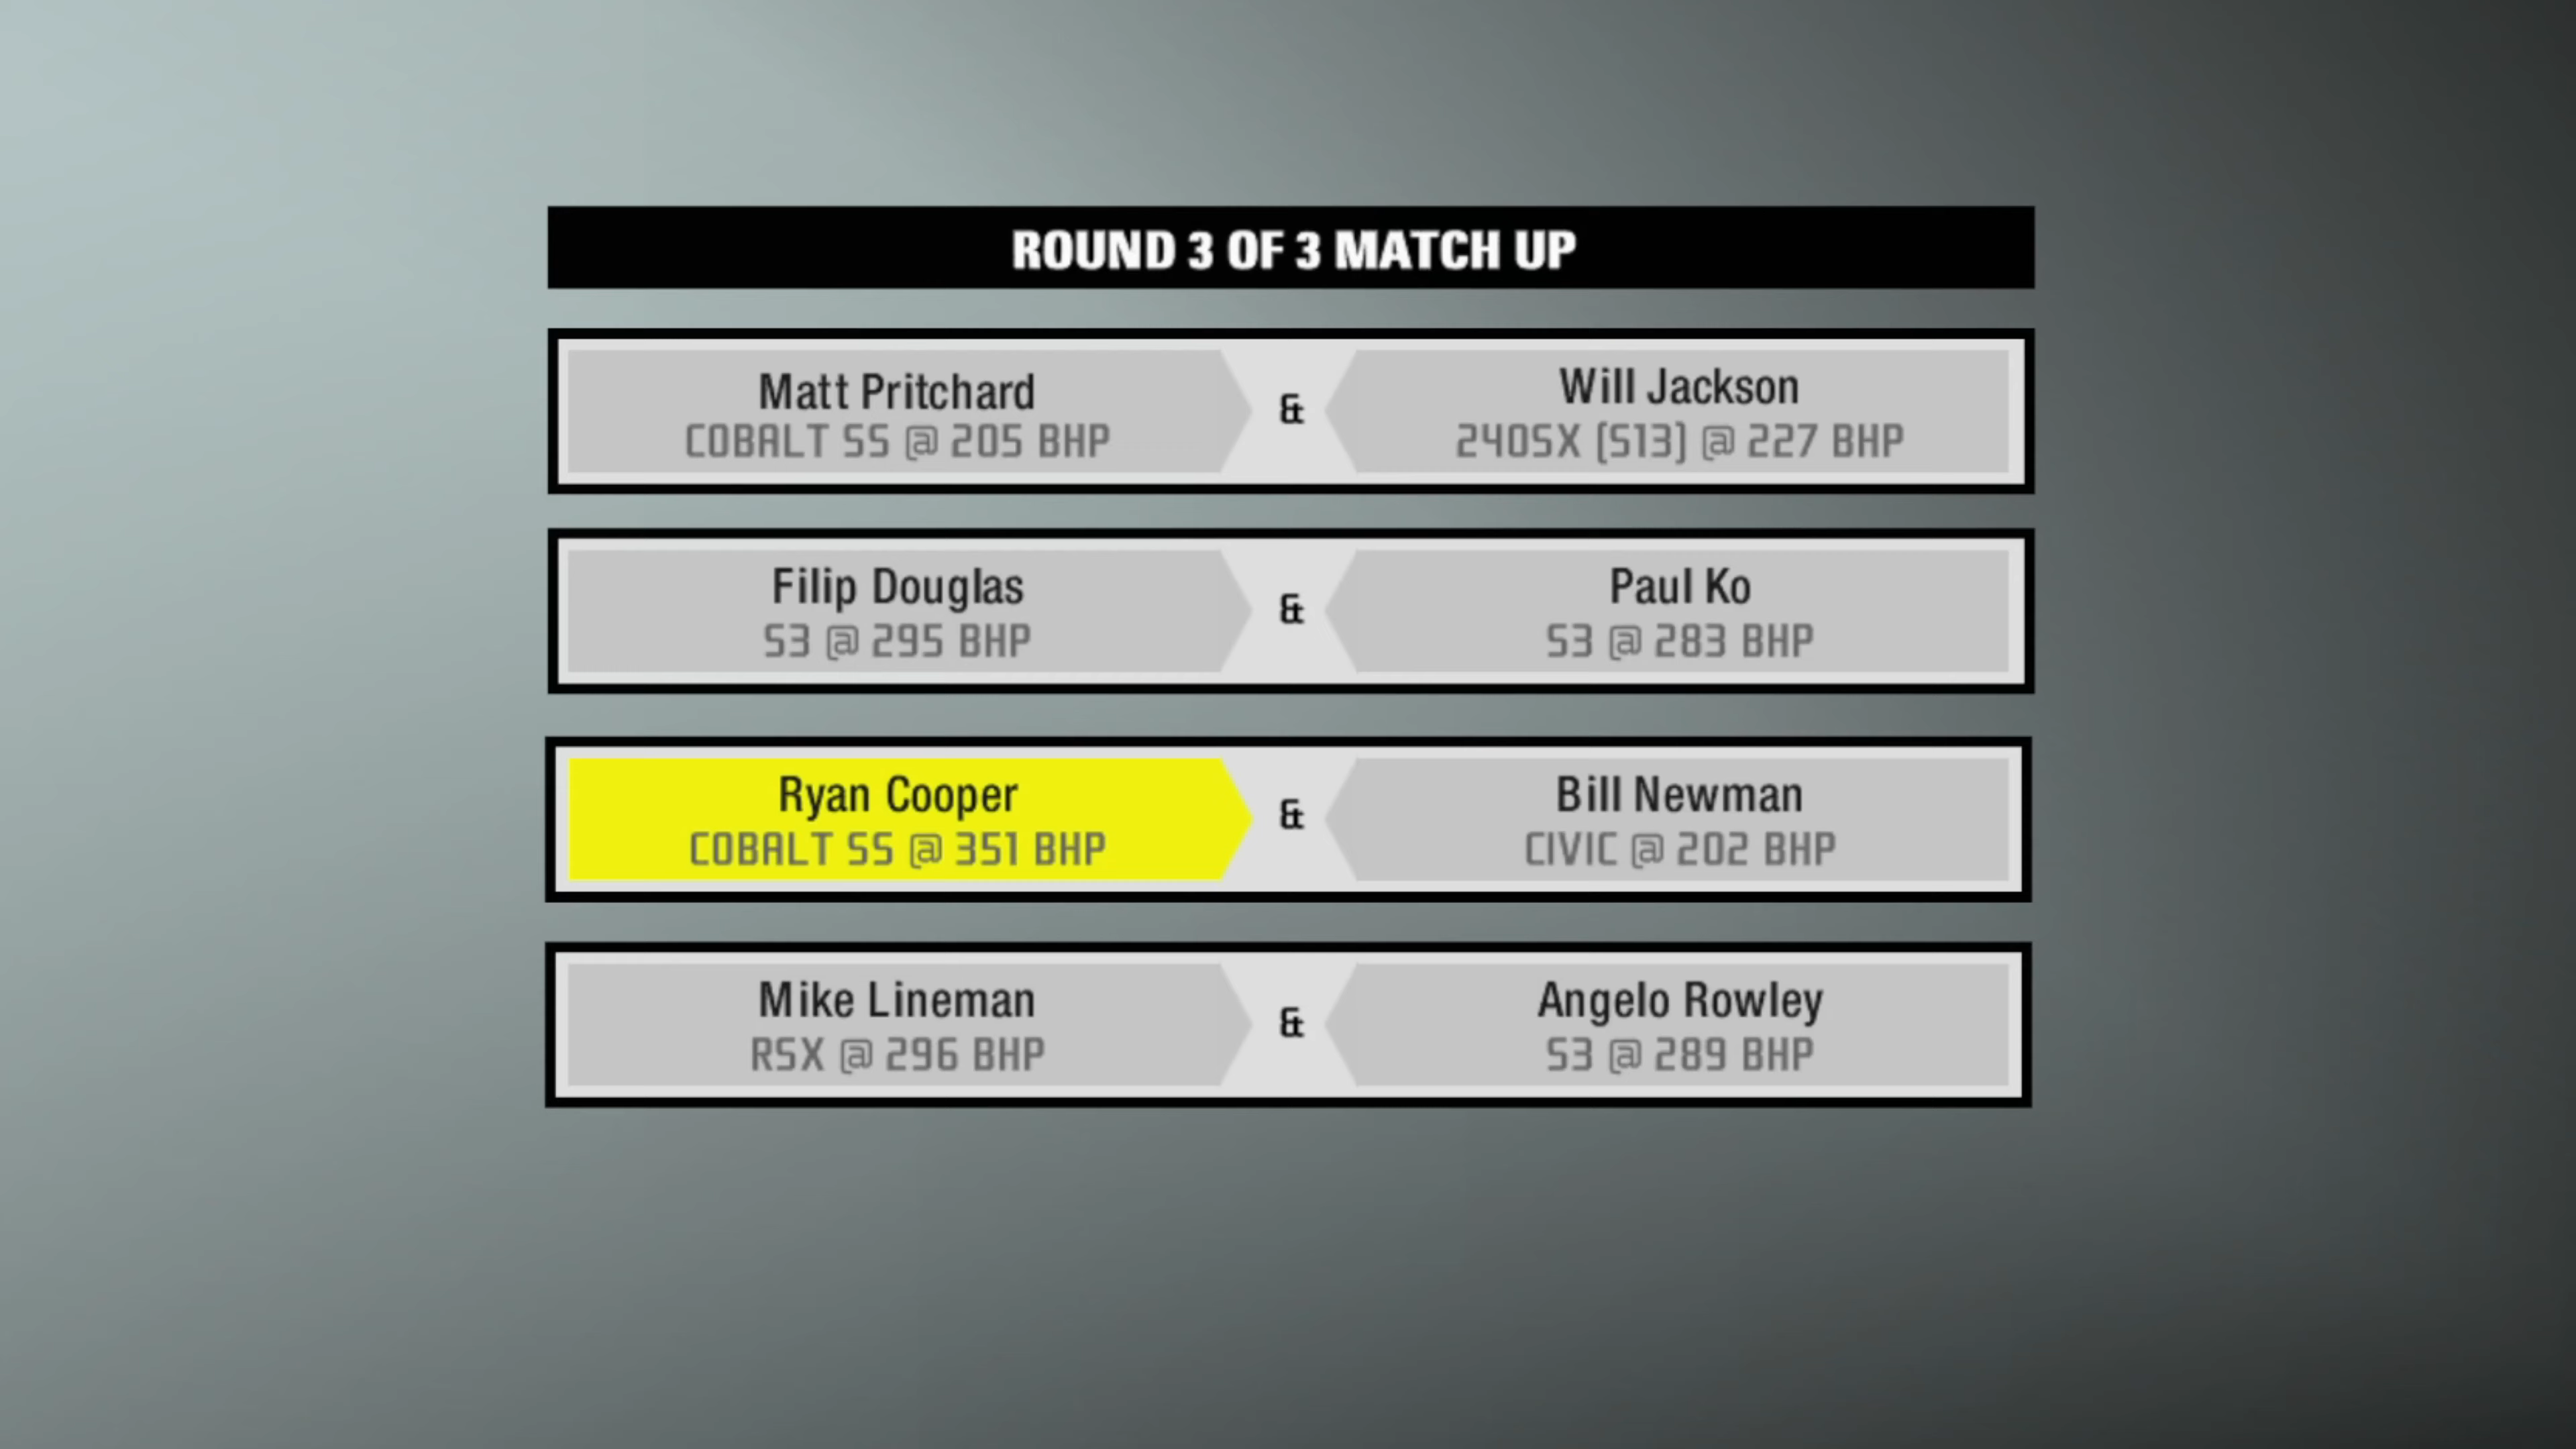 ROUND 3 OF 3 MATCH UP
Matt Pritchard & Will Jackson
COBALT SS @ 205 BHP 240SX (S13) @ 227 BHP
Filip Douglas & Paul Ko
S3 @ 295 BHP S3 @ 283 BHP
Ryan Cooper & Bill Newman
COBALT SS @ 351 BHP CIVIC @ 202 BHP
Mike Lineman & Angelo Rowley
RSX @ 296 BHP S3 @ 289 BHP